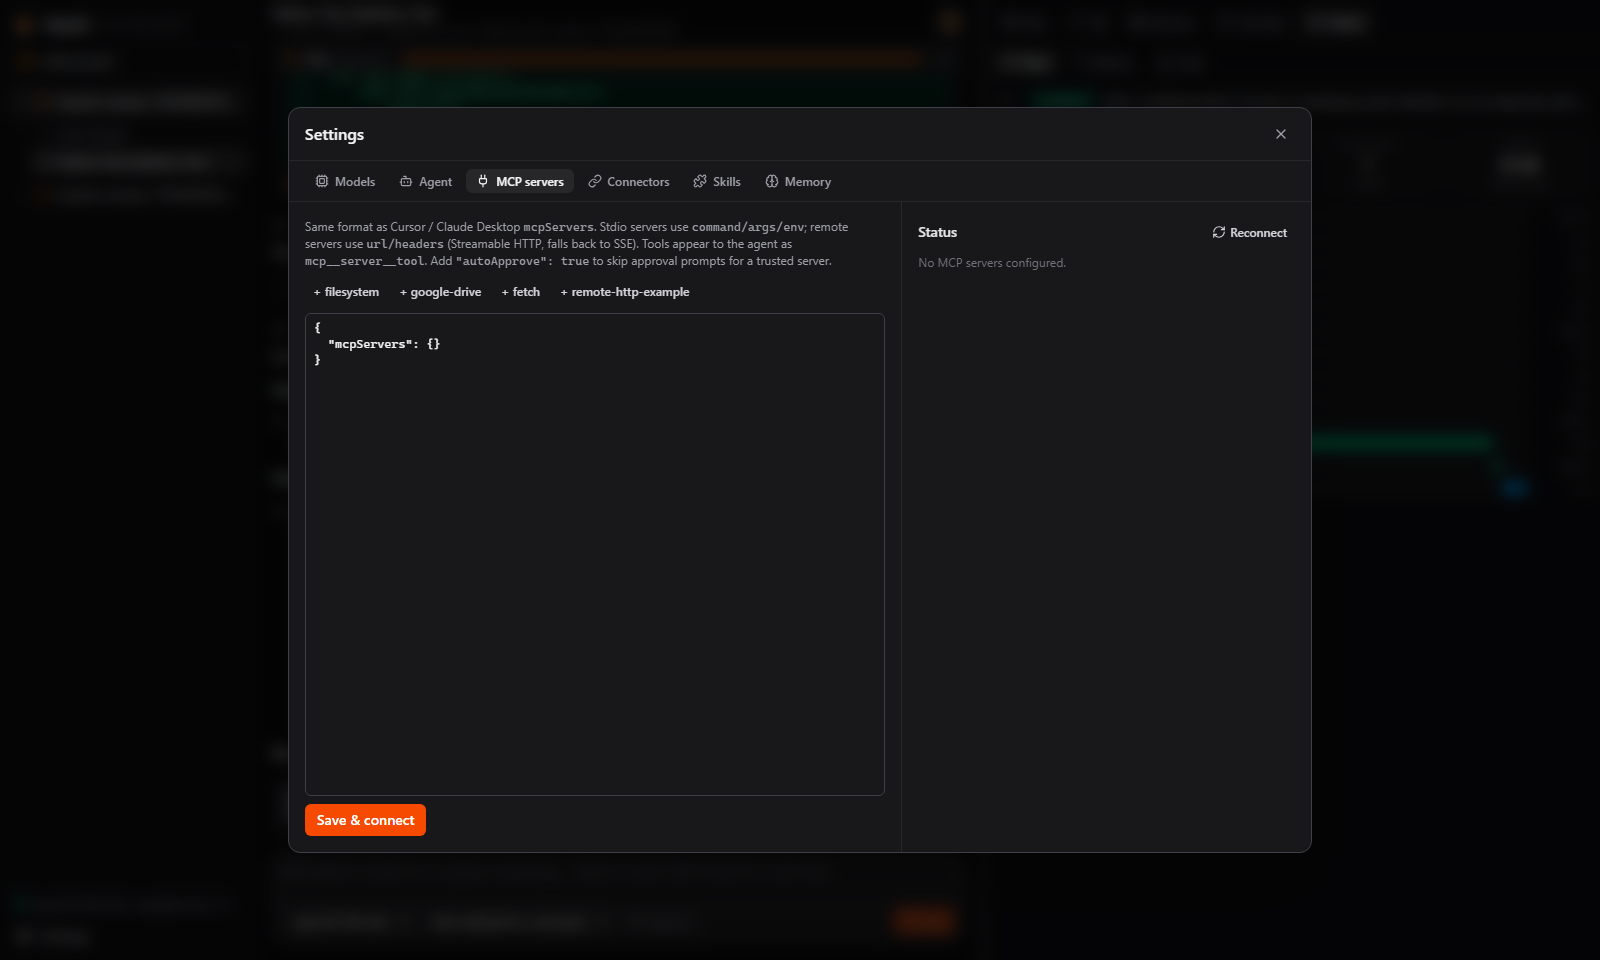 Settings
Models
Agent
MCP servers
Connectors
Skills
Memory
Same format as Cursor / Claude Desktop mcpServers. Stdio servers use command/args/env; remote
servers use url/headers (Streamable HTTP, falls back to SSE). Tools appear to the agent as
mcp__server__tool. Add "autoApprove": true to skip approval prompts for a trusted server.
+ filesystem
+ google-drive
+ fetch
+ remote-http-example
{
  "mcpServers": {}
}
Save & connect
Status
Reconnect
No MCP servers configured.